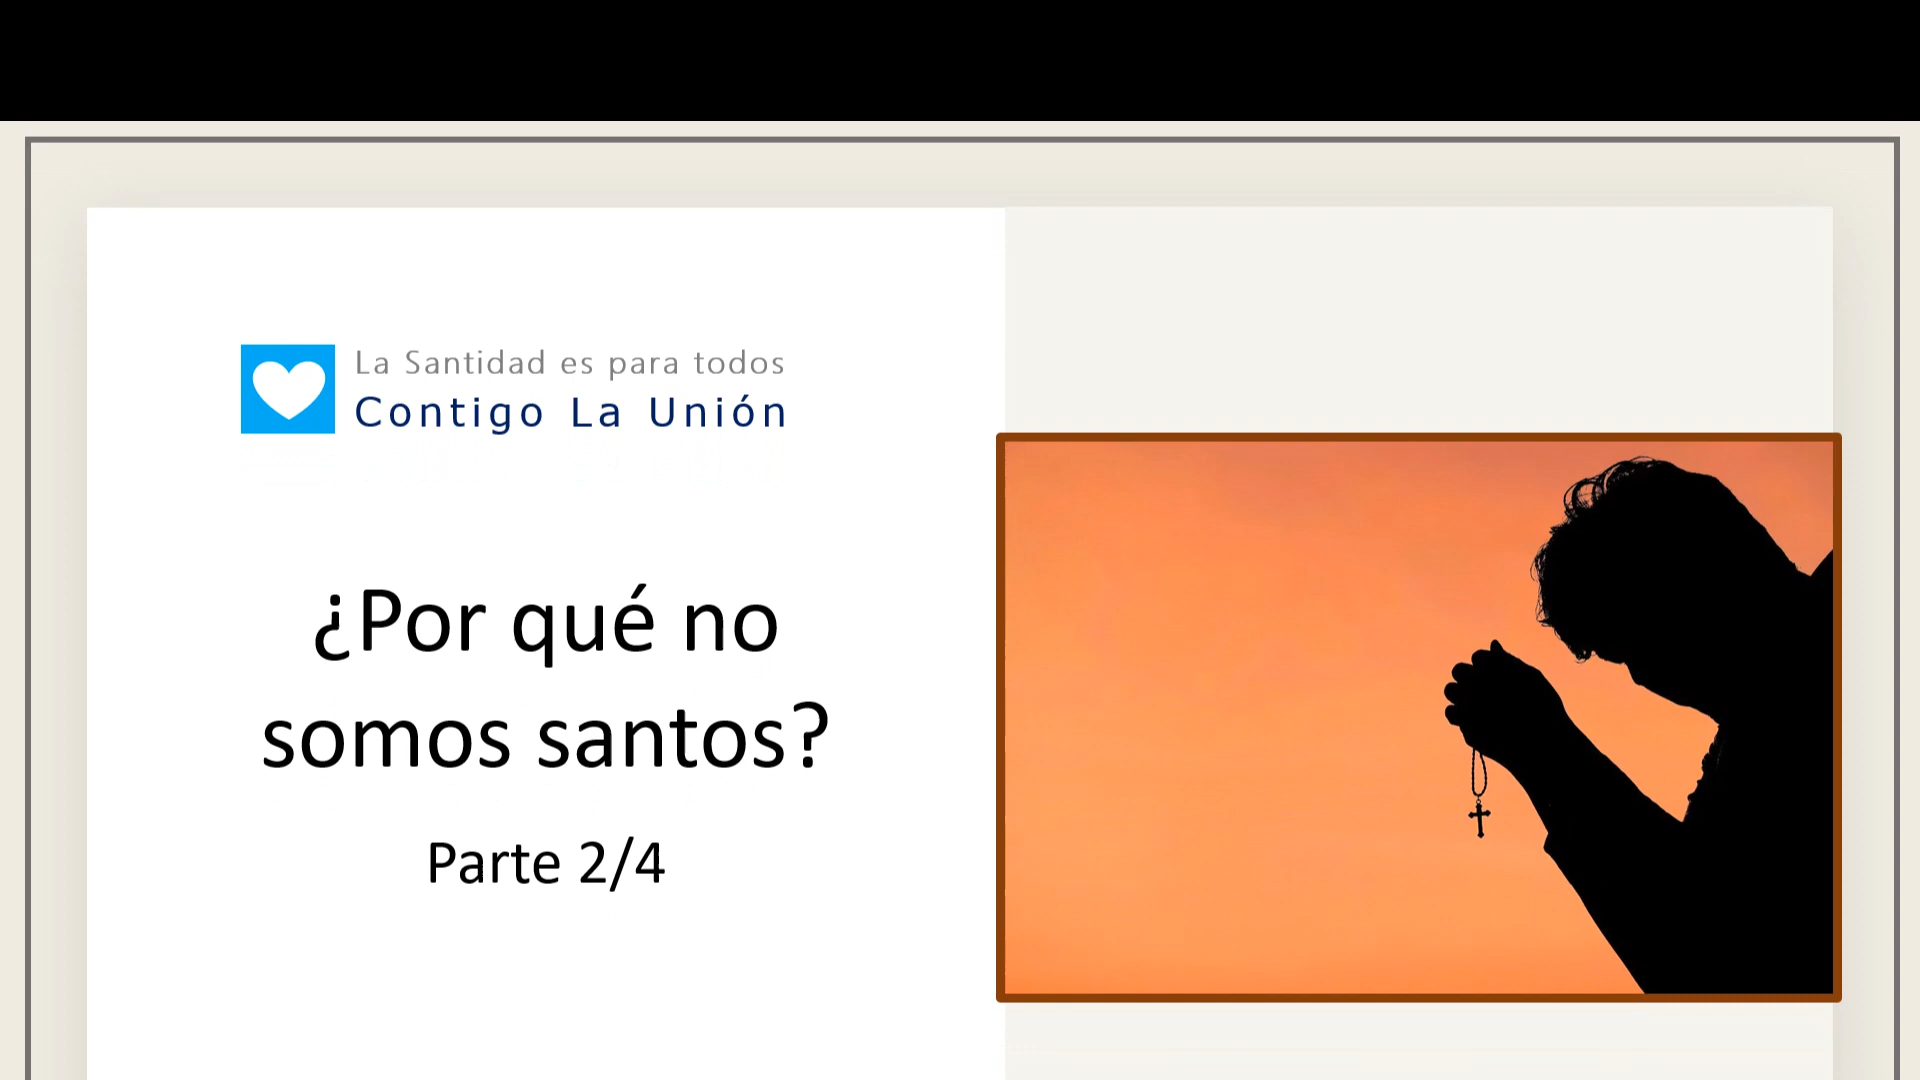 La Santidad es para todos
Contigo La Unión
¿Por qué no
somos santos?
Parte 2/4